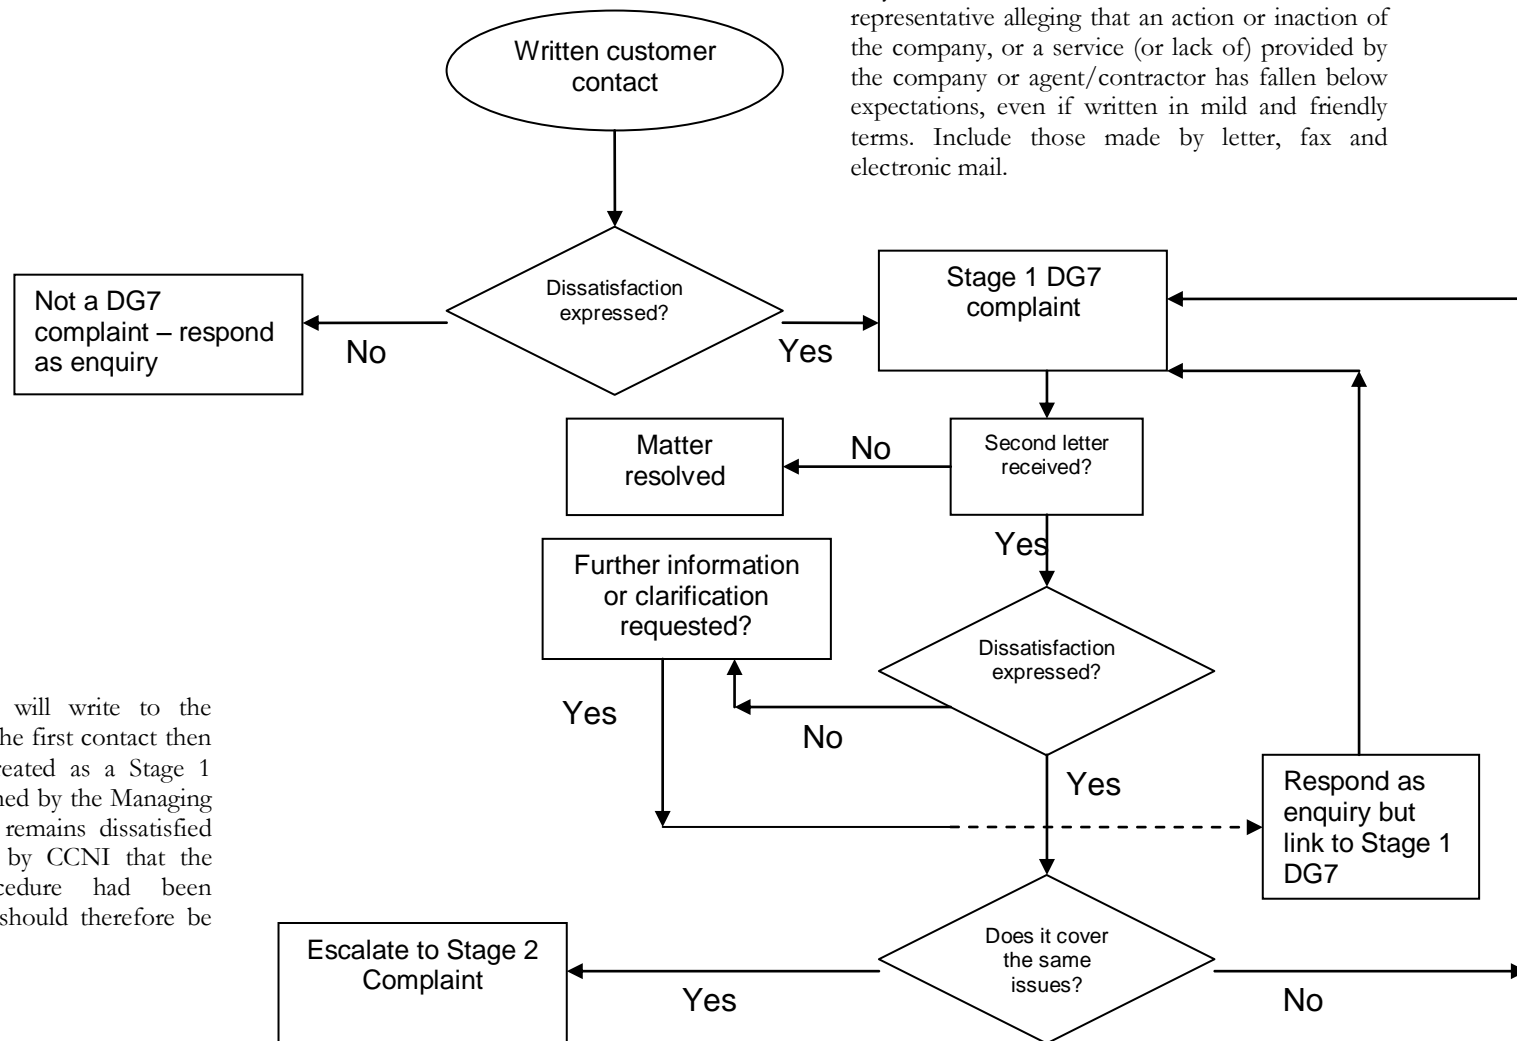 representative alleging that an action or inaction of
the company, or a service (or lack of) provided by
the company or agent/contractor has fallen below
expectations, even if written in mild and friendly
terms. Include those made by letter, fax and
electronic mail.
Written customer
contact
Dissatisfaction
expressed?
Not a DG7
complaint – respond
as enquiry
No
Yes
Stage 1 DG7
complaint
Second letter
received?
No
Matter
resolved
Yes
Further information
or clarification
requested?
Dissatisfaction
expressed?
Yes
No
Yes
Respond as
enquiry but
link to Stage 1
DG7
will write to the
he first contact then
reated as a Stage 1
ned by the Managing
remains dissatisfied
by CCNI that the
cedure had been
should therefore be
Does it cover
the same
issues?
Escalate to Stage 2
Complaint
Yes
No